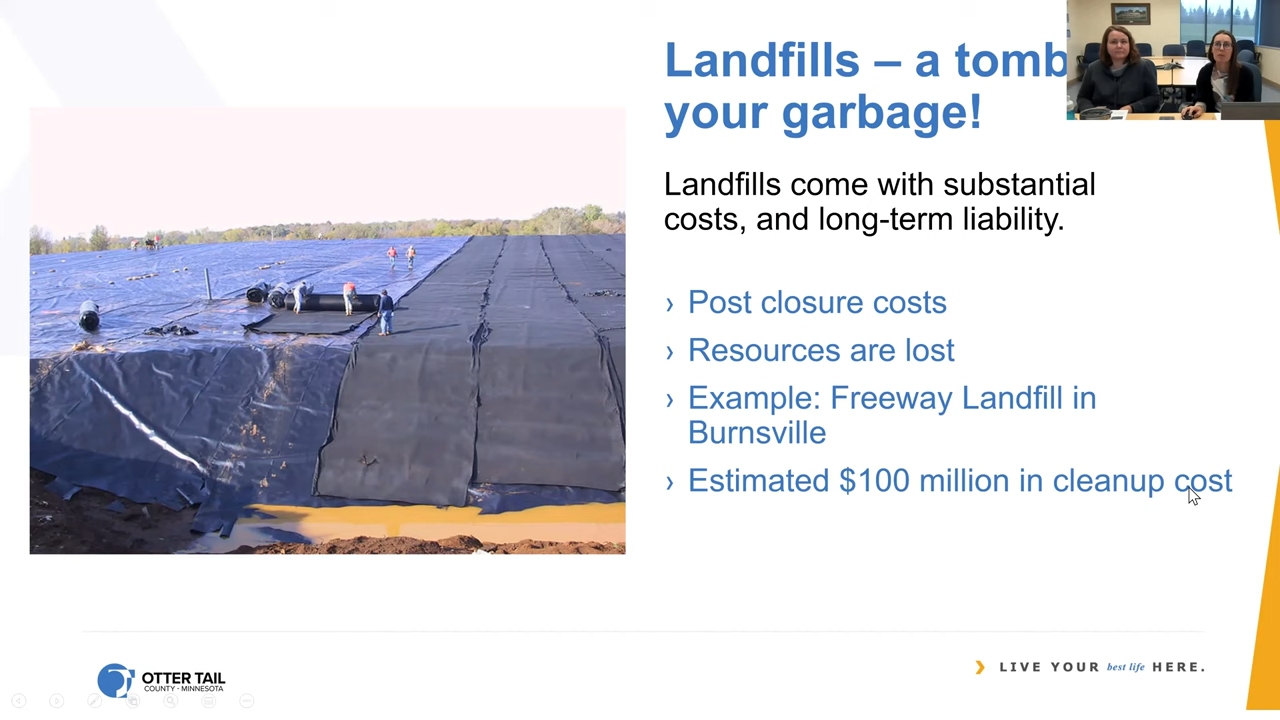 Landfills – a tomb
your garbage!
Landfills come with substantial
costs, and long-term liability.
› Post closure costs
› Resources are lost
› Example: Freeway Landfill in
Burnsville
› Estimated $100 million in cleanup cost
OTTER TAIL
COUNTY - MINNESOTA
LIVE YOUR best life HERE.